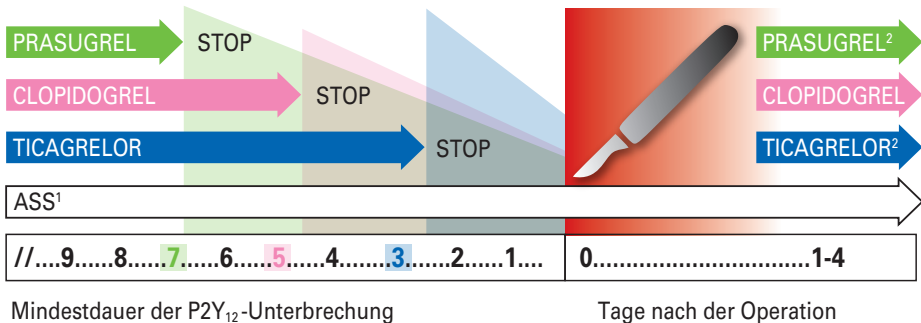 PRASUGREL STOP PRASUGREL²
CLOPIDOGREL STOP CLOPIDOGREL
TICAGRELOR STOP TICAGRELOR²
ASS¹
//....9......8......7......6......5......4.......3.......2......1.... 0...............................1-4
Mindestdauer der P2Y₁₂-Unterbrechung Tage nach der Operation